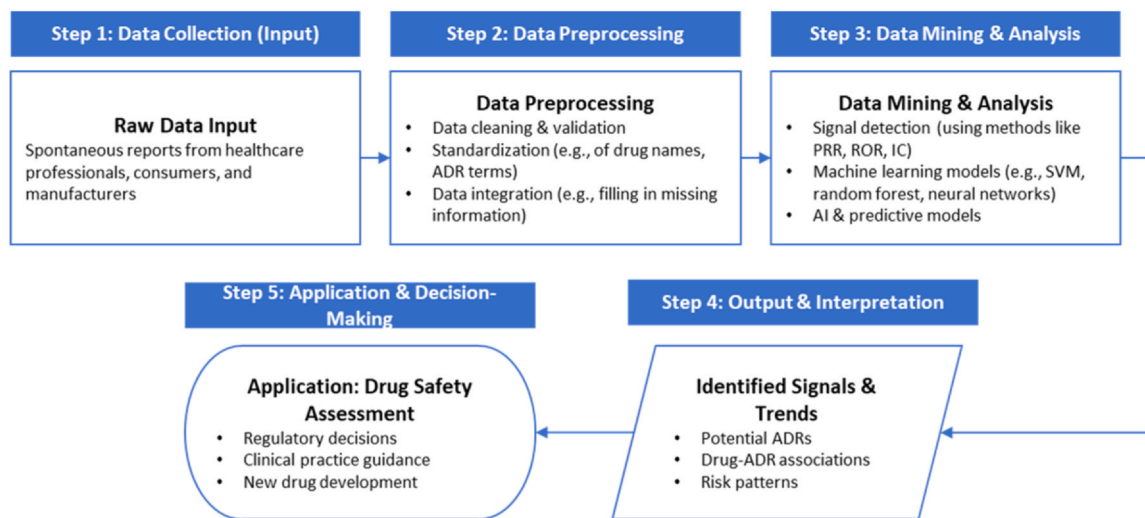 Step 1: Data Collection (Input)
Raw Data Input
Spontaneous reports from healthcare
professionals, consumers, and
manufacturers
Step 2: Data Preprocessing
Data Preprocessing
• Data cleaning & validation
• Standardization (e.g., of drug names,
ADR terms)
• Data integration (e.g., filling in missing
information)
Step 3: Data Mining & Analysis
Data Mining & Analysis
• Signal detection (using methods like
PRR, ROR, IC)
• Machine learning models (e.g., SVM,
random forest, neural networks)
• AI & predictive models
Step 4: Output & Interpretation
Identified Signals &
Trends
• Potential ADRs
• Drug-ADR associations
• Risk patterns
Step 5: Application & Decision-
Making
Application: Drug Safety
Assessment
• Regulatory decisions
• Clinical practice guidance
• New drug development